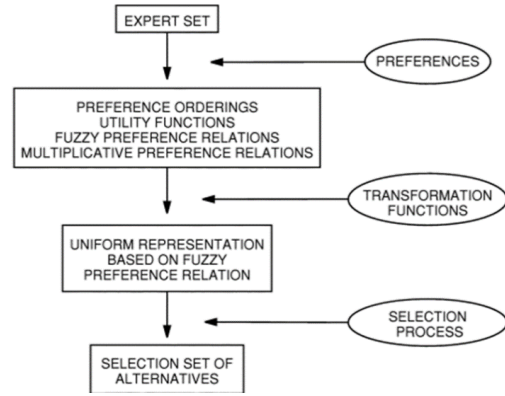 EXPERT SET
PREFERENCES
PREFERENCE ORDERINGS
UTILITY FUNCTIONS
FUZZY PREFERENCE RELATIONS
MULTIPLICATIVE PREFERENCE RELATIONS
TRANSFORMATION
FUNCTIONS
UNIFORM REPRESENTATION
BASED ON FUZZY
PREFERENCE RELATION
SELECTION
PROCESS
SELECTION SET OF
ALTERNATIVES